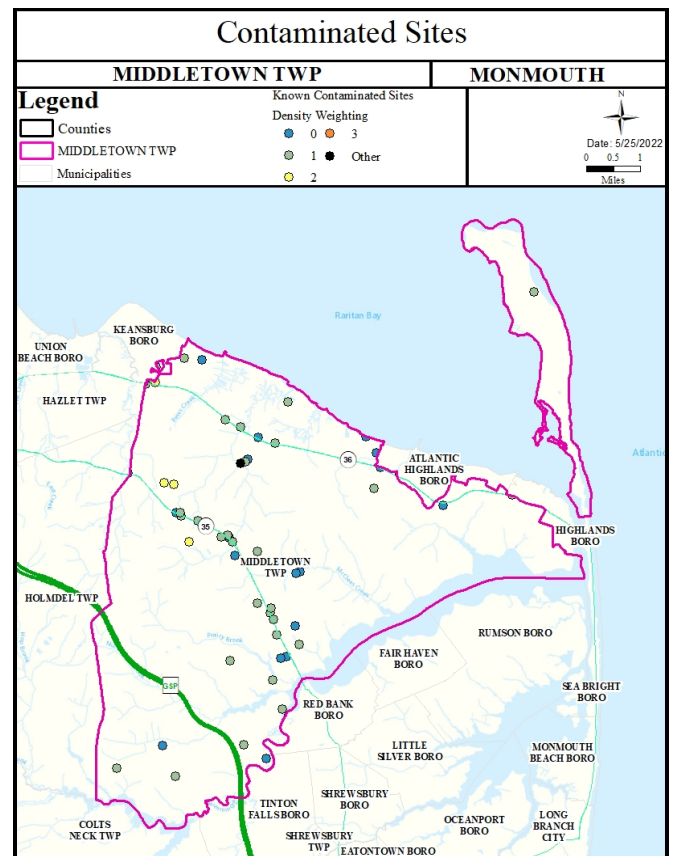 Contaminated Sites
MIDDLETOWN TWP
MONMOUTH
Legend
Counties
MIDDLETOWN TWP
Municipalities
Known Contaminated Sites
Density Weighting
0
3
1
Other
2
N
Date: 5/25/2022
0 0.5 1
Miles
Raritan Bay
KEANSBURG
BORO
UNION
BEACH BORO
HAZLET TWP
36
ATLANTIC
HIGHLANDS
BORO
Atlantic
35
HIGHLANDS
BORO
MIDDLETOWN
TWP
HOLMDEL TWP
RUMSON BORO
FAIR HAVEN
BORO
GSP
SEA BRIGHT
BORO
RED BANK
BORO
LITTLE
SILVER BORO
MONMOUTH
BEACH BORO
SHREWSBURY
BORO
TINTON
FALLS BORO
COLTS
NECK TWP
OCEANPORT
BORO
LONG
BRANCH
CITY
SHREWSBURY
TWP
EATONTOWN BORO